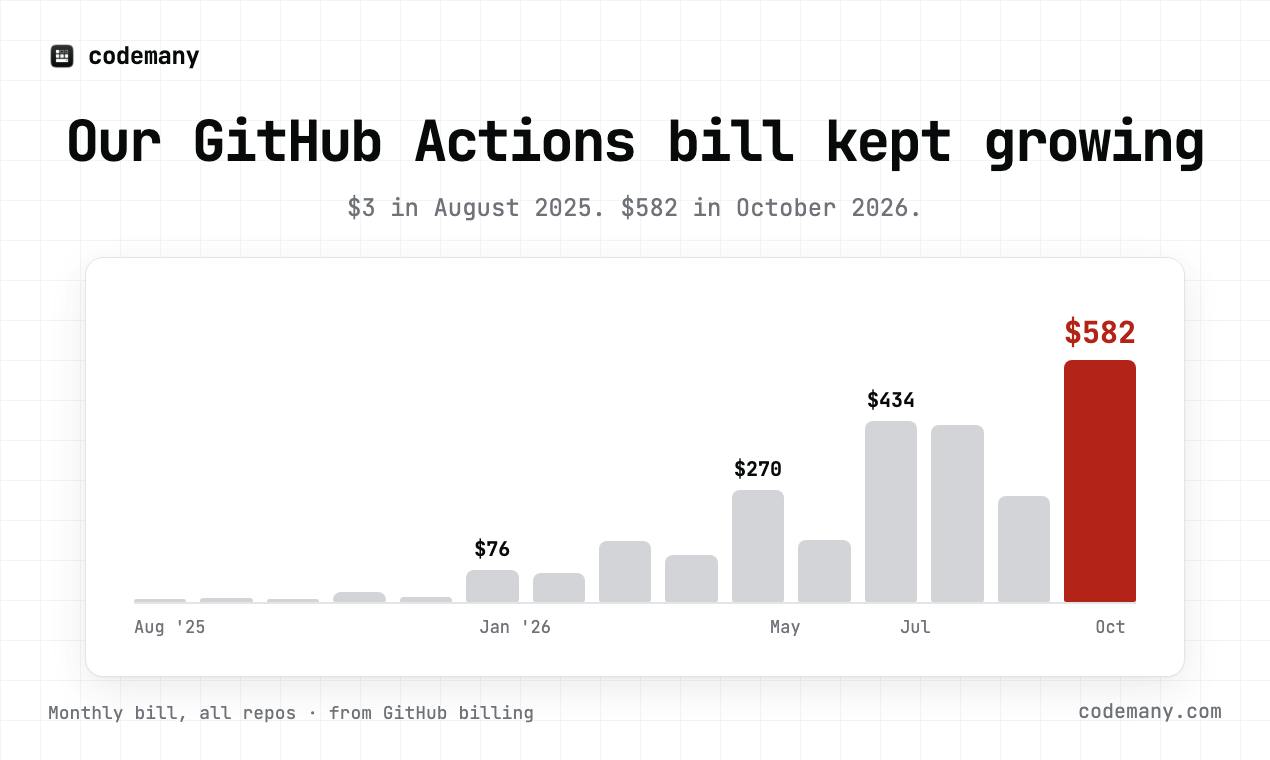 codemany
Our GitHub Actions bill kept growing
$3 in August 2025. $582 in October 2026.
$582
$434
$270
$76
Aug '25 Jan '26 May Jul Oct
Monthly bill, all repos · from GitHub billing
codemany.com